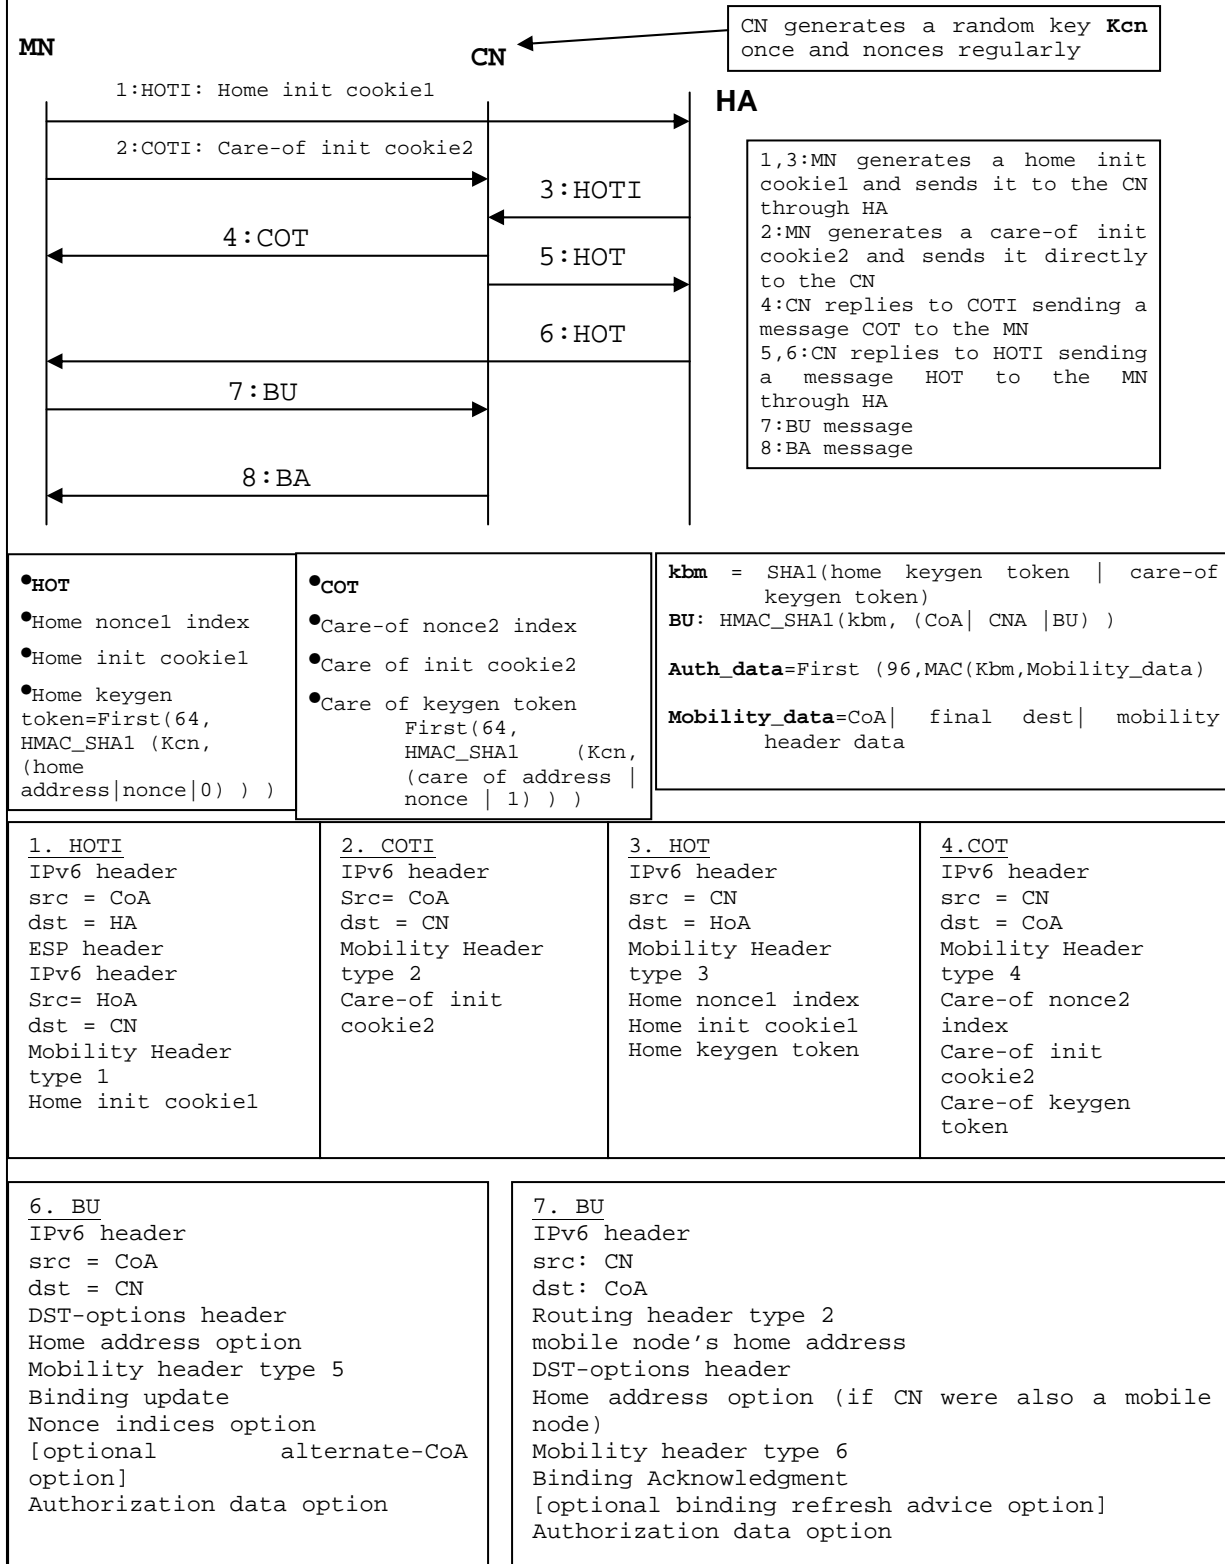 CN generates a random key Kcn
once and nonces regularly
MN
CN
1:HOTI: Home init cookie1
HA
2:COTI: Care-of init cookie2
3:HOTI
4:COT
5:HOT
6:HOT
7:BU
8:BA
1,3:MN generates a home init
cookie1 and sends it to the CN
through HA
2:MN generates a care-of init
cookie2 and sends it directly
to the CN
4:CN replies to COTI sending a
message COT to the MN
5,6:CN replies to HOTI sending
a message HOT to the MN
through HA
7:BU message
8:BA message
●HOT
●Home nonce1 index
●Home init cookie1
●Home keygen
token=First(64,
HMAC_SHA1 (Kcn,
(home
address|nonce|0) ) )
●COT
●Care-of nonce2 index
●Care of init cookie2
●Care of keygen token
First(64,
HMAC_SHA1 (Kcn,
(care of address |
nonce | 1) ) )
kbm = SHA1(home keygen token | care-of
keygen token)
BU: HMAC_SHA1(kbm, (CoA| CNA |BU) )
Auth_data=First (96,MAC(Kbm,Mobility_data)
Mobility_data=CoA| final dest| mobility
header data
1. HOTI
IPv6 header
src = CoA
dst = HA
ESP header
IPv6 header
Src= HoA
dst = CN
Mobility Header
type 1
Home init cookie1
2. COTI
IPv6 header
Src= CoA
dst = CN
Mobility Header
type 2
Care-of init
cookie2
3. HOT
IPv6 header
src = CN
dst = HoA
Mobility Header
type 3
Home nonce1 index
Home init cookie1
Home keygen token
4.COT
IPv6 header
src = CN
dst = CoA
Mobility Header
type 4
Care-of nonce2
index
Care-of init
cookie2
Care-of keygen
token
6. BU
IPv6 header
src = CoA
dst = CN
DST-options header
Home address option
Mobility header type 5
Binding update
Nonce indices option
[optional alternate-CoA
option]
Authorization data option
7. BU
IPv6 header
src: CN
dst: CoA
Routing header type 2
mobile node's home address
DST-options header
Home address option (if CN were also a mobile
node)
Mobility header type 6
Binding Acknowledgment
[optional binding refresh advice option]
Authorization data option